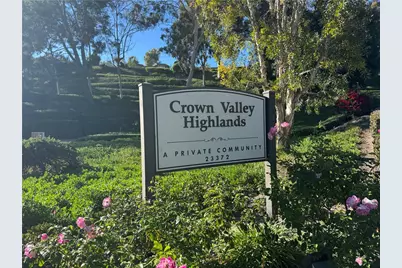 Crown Valley
Highlands
A PRIVATE COMMUNITY
23372